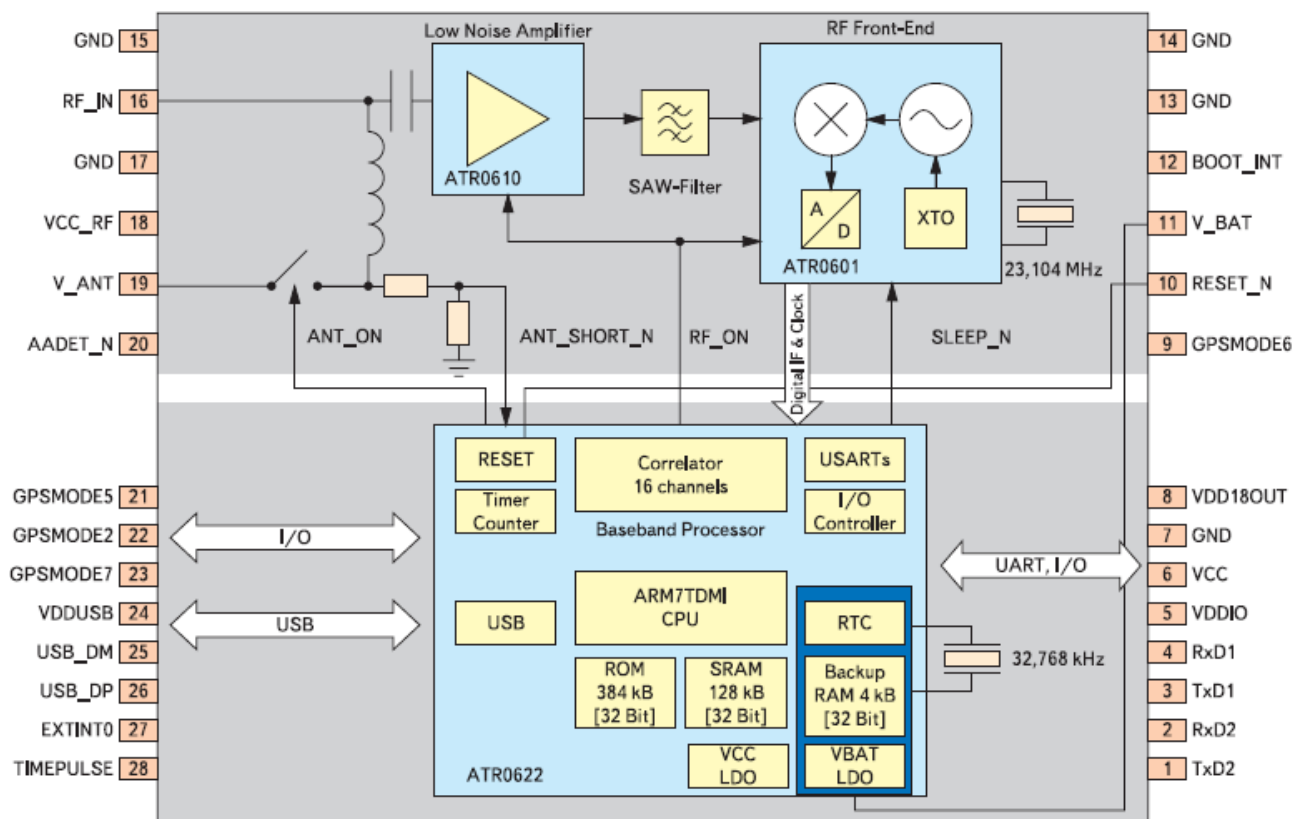 Low Noise Amplifier
RF Front-End
GND 15
14 GND
RF_IN 16
13 GND
GND 17
12 BOOT_INT
ATR0610
SAW-Filter
A
D
XTO
VCC_RF 18
11 V_BAT
ATR0601
23,104 MHz
V_ANT 19
10 RESET_N
ANT_ON
ANT_SHORT_N
RF_ON
Digital IF & Clock
SLEEP_N
AADET_N 20
9 GPSMODE6
RESET
Correlator
16 channels
USARTs
Timer
Counter
I/O
Controller
Baseband Processor
GPSMODE5 21
8 VDD18OUT
GPSMODE2 22
I/O
7 GND
GPSMODE7 23
UART, I/O
6 VCC
ARM7TDMI
CPU
VDDUSB 24
USB
USB
RTC
5 VDDIO
USB_DM 25
32,768 kHz
4 RxD1
ROM
384 kB
[32 Bit]
SRAM
128 kB
[32 Bit]
Backup
RAM 4 kB
[32 Bit]
USB_DP 26
3 TxD1
EXTINT0 27
2 RxD2
TIMEPULSE 28
ATR0622
VCC
LDO
VBAT
LDO
1 TxD2